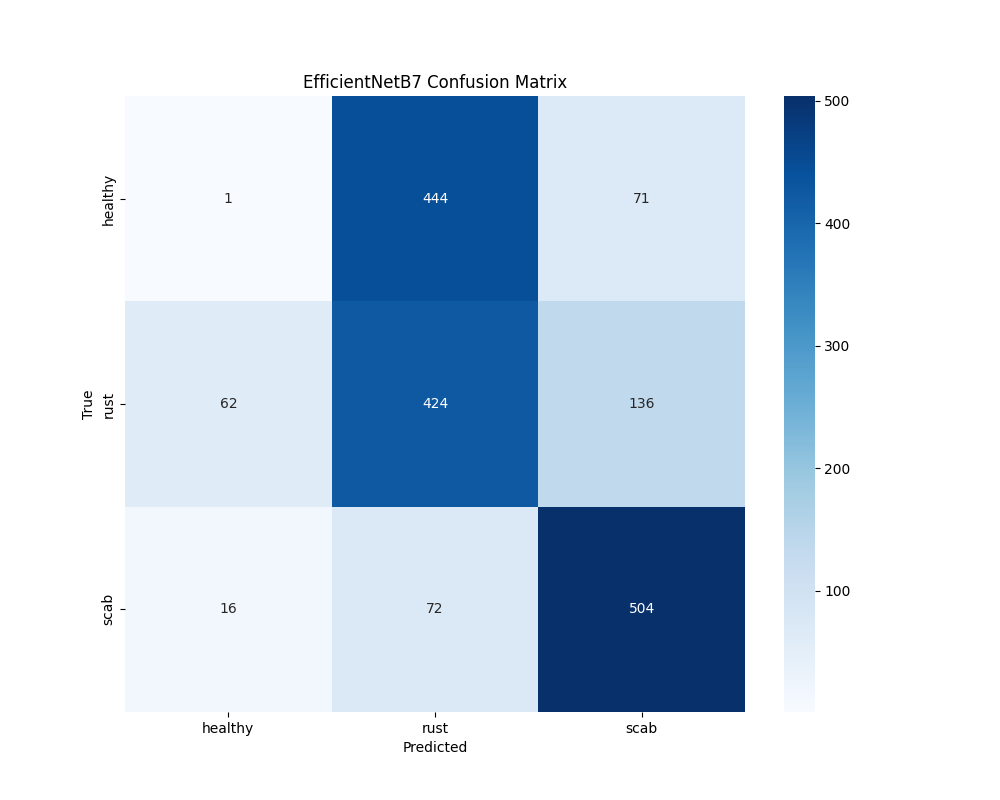 EfficientNetB7 Confusion Matrix
healthy
1
444
71
True
rust
62
424
136
scab
16
72
504
healthy
rust
scab
Predicted
500
400
300
200
100